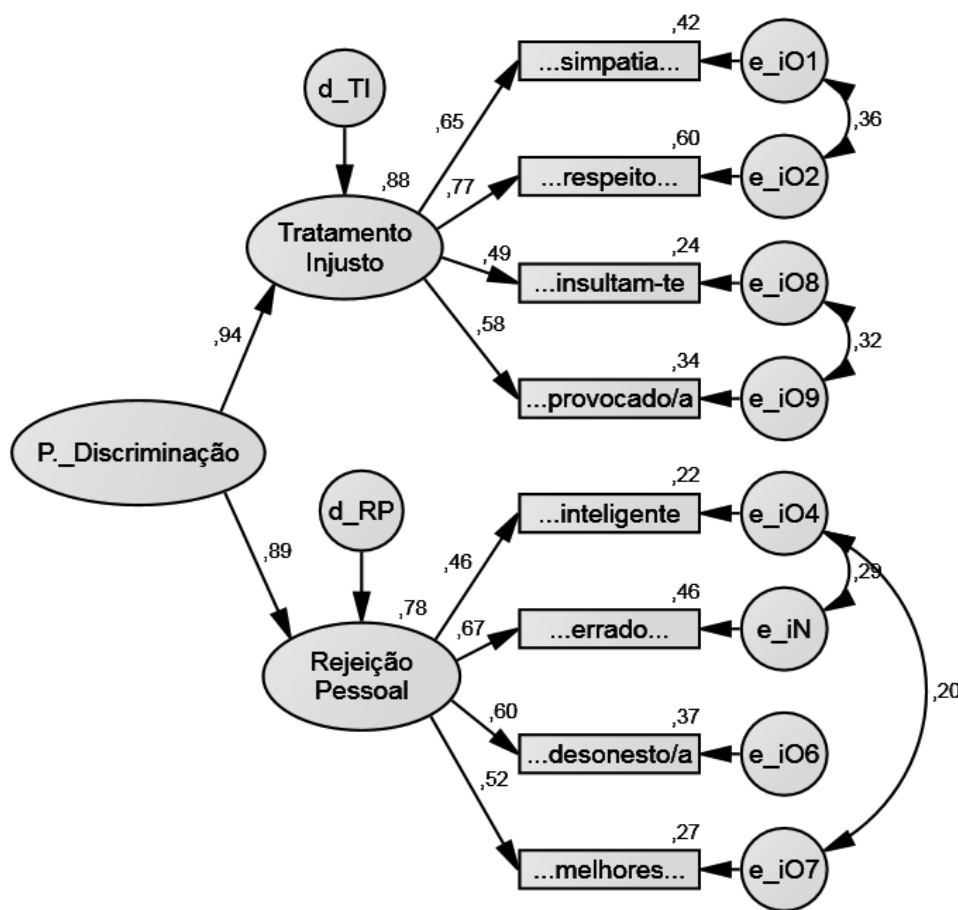 ,42
...simpatia...
e_iO1
d_TI
,65
,36
,60
...respeito...
e_iO2
,88
,77
Tratamento
Injusto
,24
,49
...insultam-te
e_iO8
,58
,32
,94
,34
...provocado/a
e_iO9
P._Discriminação
,22
d_RP
...inteligente
e_iO4
,89
,46
,29
,78
,67
,46
...errado...
e_iN
Rejeição
Pessoal
,20
,60
,37
...desonesto/a
e_iO6
,52
,27
...melhores...
e_iO7